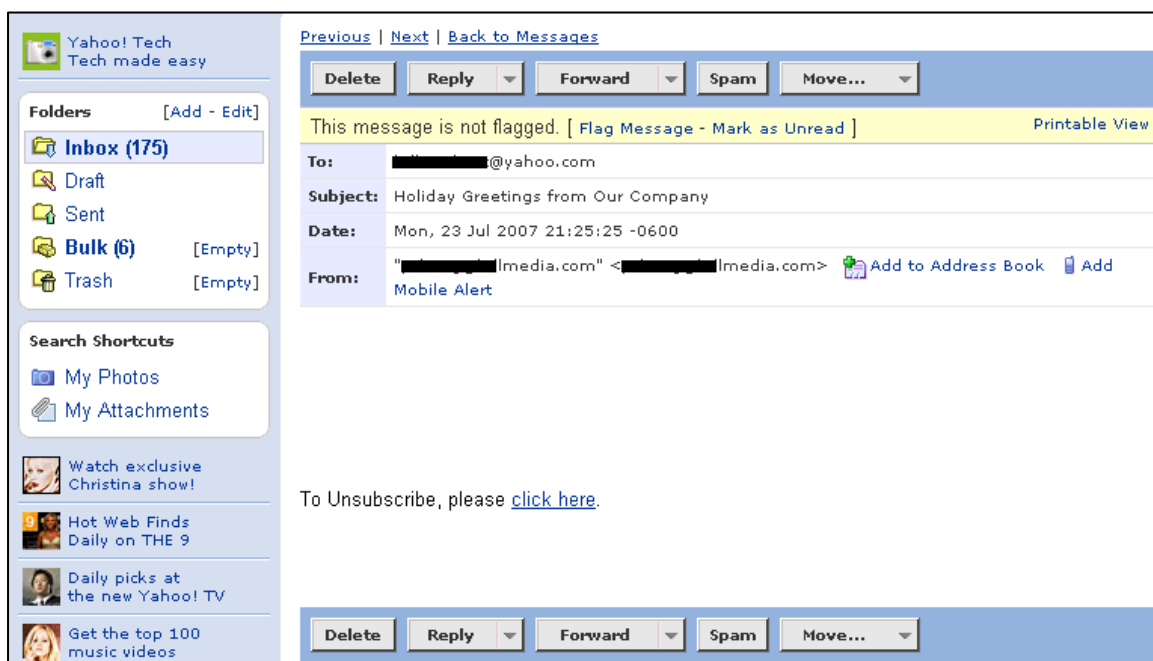 Yahoo! Tech
Tech made easy
Folders [Add - Edit]
Inbox (175)
Draft
Sent
Bulk (6) [Empty]
Trash [Empty]
Search Shortcuts
My Photos
My Attachments
Watch exclusive
Christina show!
9
Hot Web Finds
Daily on THE 9
Daily picks at
the new Yahoo! TV
Get the top 100
music videos
Previous | Next | Back to Messages
Delete Reply Forward Spam Move...
This message is not flagged. [ Flag Message - Mark as Unread ] Printable View
To: @yahoo.com
Subject: Holiday Greetings from Our Company
Date: Mon, 23 Jul 2007 21:25:25 -0600
From: " llmedia.com" < llmedia.com> Add to Address Book Add
Mobile Alert
To Unsubscribe, please click here.
Delete Reply Forward Spam Move...